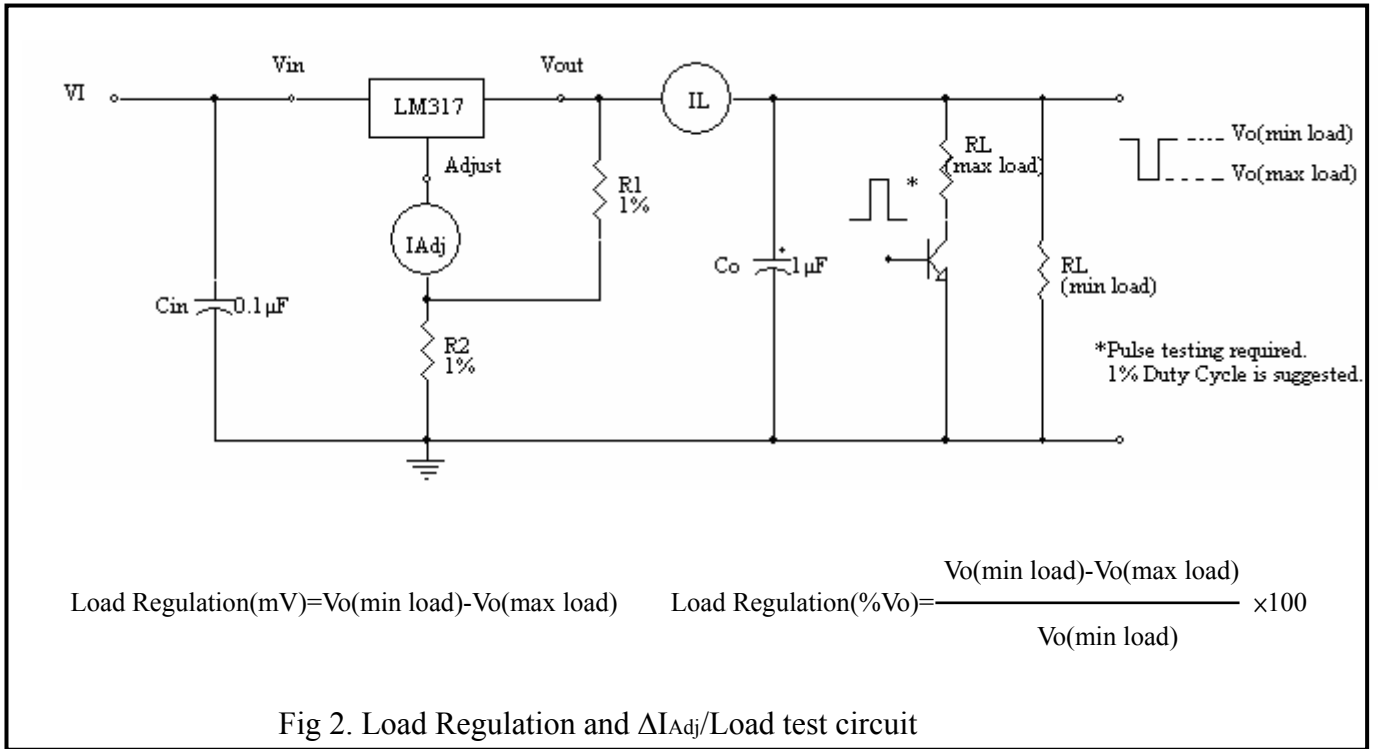 Vin
Vout
VI
LM317
IL
Adjust
R1
1%
IAdj
RL
(max load)
*
Vo(min load)
Vo(max load)
Cin
0.1µF
R2
1%
Co
1µF
RL
(min load)
*Pulse testing required.
1% Duty Cycle is suggested.
Load Regulation(mV)=Vo(min load)-Vo(max load)
Load Regulation(%Vo)=
Vo(min load)-Vo(max load)
Vo(min load)
×100
Fig 2. Load Regulation and ΔIAdj/Load test circuit